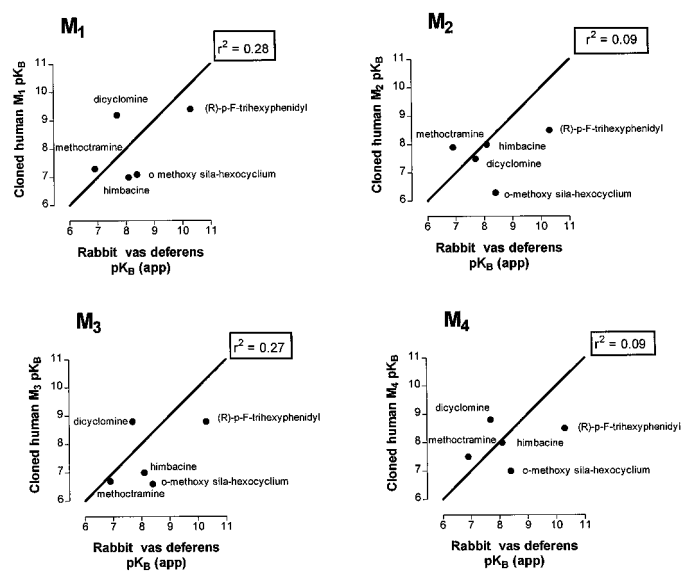 M1
r² = 0.28
Cloned human M1 pKB
11
10
9
8
7
6
dicyclomine
(R)-p-F-trihexyphenidyl
methoctramine
o methoxy sila-hexocyclium
himbacine
6 7 8 9 10 11
Rabbit vas deferens
pKB (app)
M2
r² = 0.09
Cloned human M2 pKB
11
10
9
8
7
6
methoctramine
(R)-p-F-trihexyphenidyl
himbacine
dicyclomine
o-methoxy sila-hexocyclium
6 7 8 9 10 11
Rabbit vas deferens
pKB (app)
M3
r² = 0.27
Cloned human M3 pKB
11
10
9
8
7
6
dicyclomine
(R)-p-F-trihexyphenidyl
himbacine
o-methoxy sila-hexocyclium
methoctramine
6 7 8 9 10 11
Rabbit vas deferens
pKB (app)
M4
r² = 0.09
Cloned human M4 pKB
11
10
9
8
7
6
dicyclomine
(R)-p-F-trihexyphenidyl
methoctramine
himbacine
o-methoxy sila-hexocyclium
6 7 8 9 10 11
Rabbit vas deferens
pKB (app)